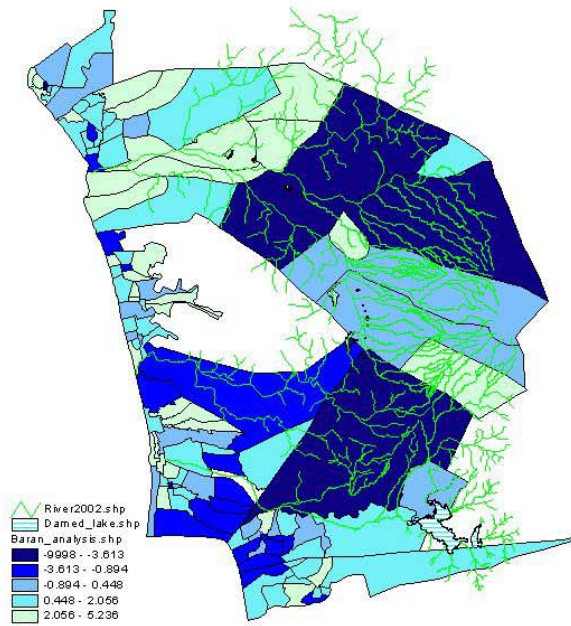 River2002.shp
Damed_lake.shp
Baran_analysis.shp
-9998 - -3.613
-3.613 - -0.894
-0.894 - 0.448
0.448 - 2.056
2.056 - 5.236